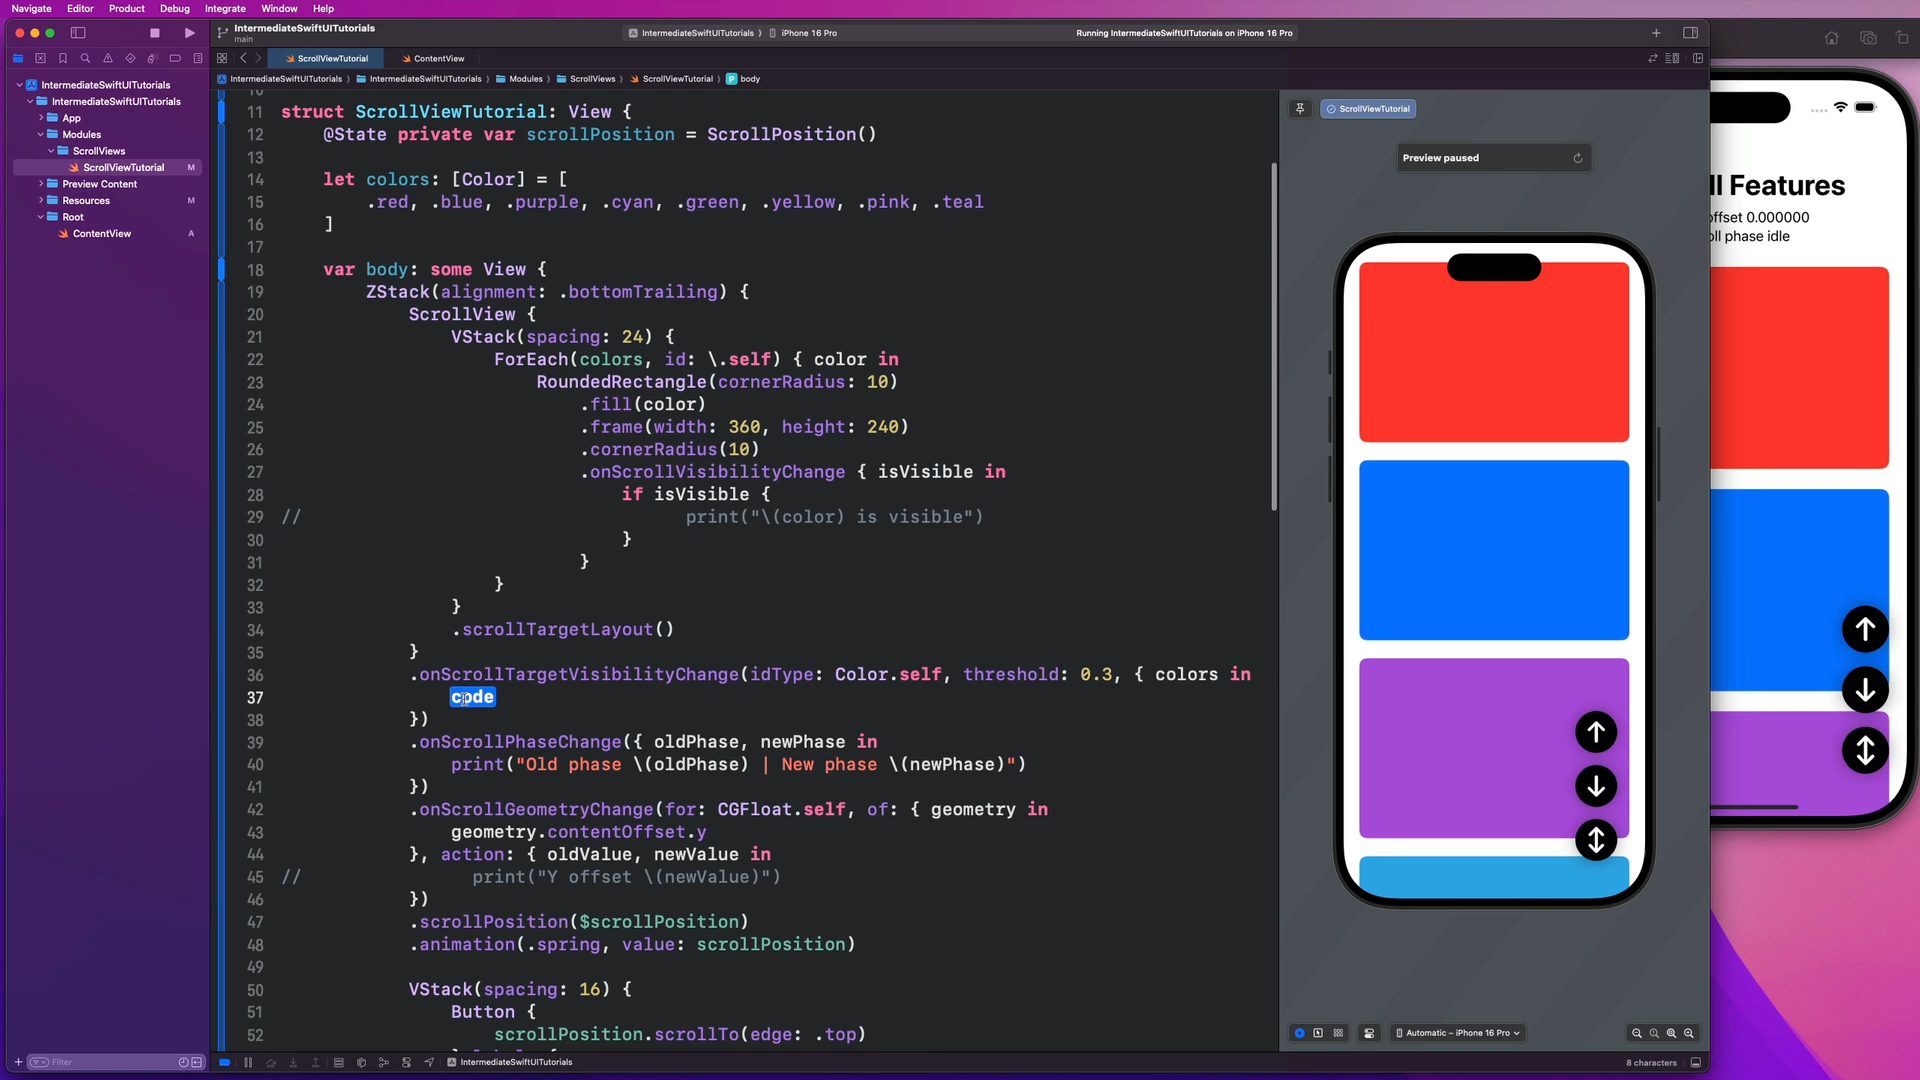 Navigate Editor Product Debug Integrate Window Help
IntermediateSwiftUITutorials
main
IntermediateSwiftUITutorials iPhone 16 Pro
Running IntermediateSwiftUITutorials on iPhone 16 Pro
ScrollViewTutorial ContentView
IntermediateSwiftUITutorials IntermediateSwiftUITutorials Modules ScrollViews ScrollViewTutorial P body
IntermediateSwiftUITutorials
IntermediateSwiftUITutorials
App
Modules
ScrollViews
ScrollViewTutorial M
Preview Content
Resources M
Root
ContentView A
Filter
10
11 struct ScrollViewTutorial: View {
12 @State private var scrollPosition = ScrollPosition()
13
14 let colors: [Color] = [
15 .red, .blue, .purple, .cyan, .green, .yellow, .pink, .teal
16 ]
17
18 var body: some View {
19 ZStack(alignment: .bottomTrailing) {
20 ScrollView {
21 VStack(spacing: 24) {
22 ForEach(colors, id: \.self) { color in
23 RoundedRectangle(cornerRadius: 10)
24 .fill(color)
25 .frame(width: 360, height: 240)
26 .cornerRadius(10)
27 .onScrollVisibilityChange { isVisible in
28 if isVisible {
29 // print("\(color) is visible")
30 }
31 }
32 }
33 }
34 .scrollTargetLayout()
35 }
36 .onScrollTargetVisibilityChange(idType: Color.self, threshold: 0.3, { colors in
37 code
38 })
39 .onScrollPhaseChange({ oldPhase, newPhase in
40 print("Old phase \(oldPhase) | New phase \(newPhase)")
41 })
42 .onScrollGeometryChange(for: CGFloat.self, of: { geometry in
43 geometry.contentOffset.y
44 }, action: { oldValue, newValue in
45 // print("Y offset \(newValue)")
46 })
47 .scrollPosition($scrollPosition)
48 .animation(.spring, value: scrollPosition)
49
50 VStack(spacing: 16) {
51 Button {
52 scrollPosition.scrollTo(edge: .top)
IntermediateSwiftUITutorials
8 characters
ScrollViewTutorial
Preview paused
Automatic – iPhone 16 Pro
ll Features
offset 0.000000
oll phase idle